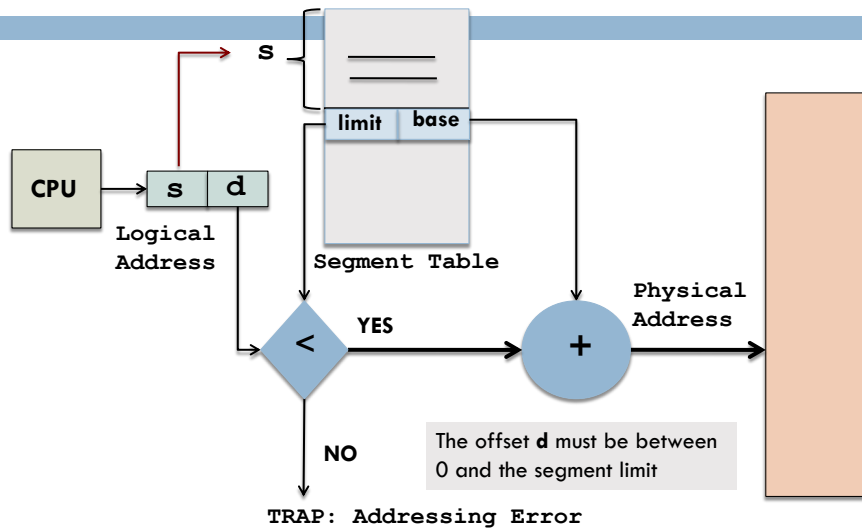 s
limit base
CPU
s d
Logical
Address
Segment Table
Physical
Address
< YES
+
NO
The offset d must be between
0 and the segment limit
TRAP: Addressing Error